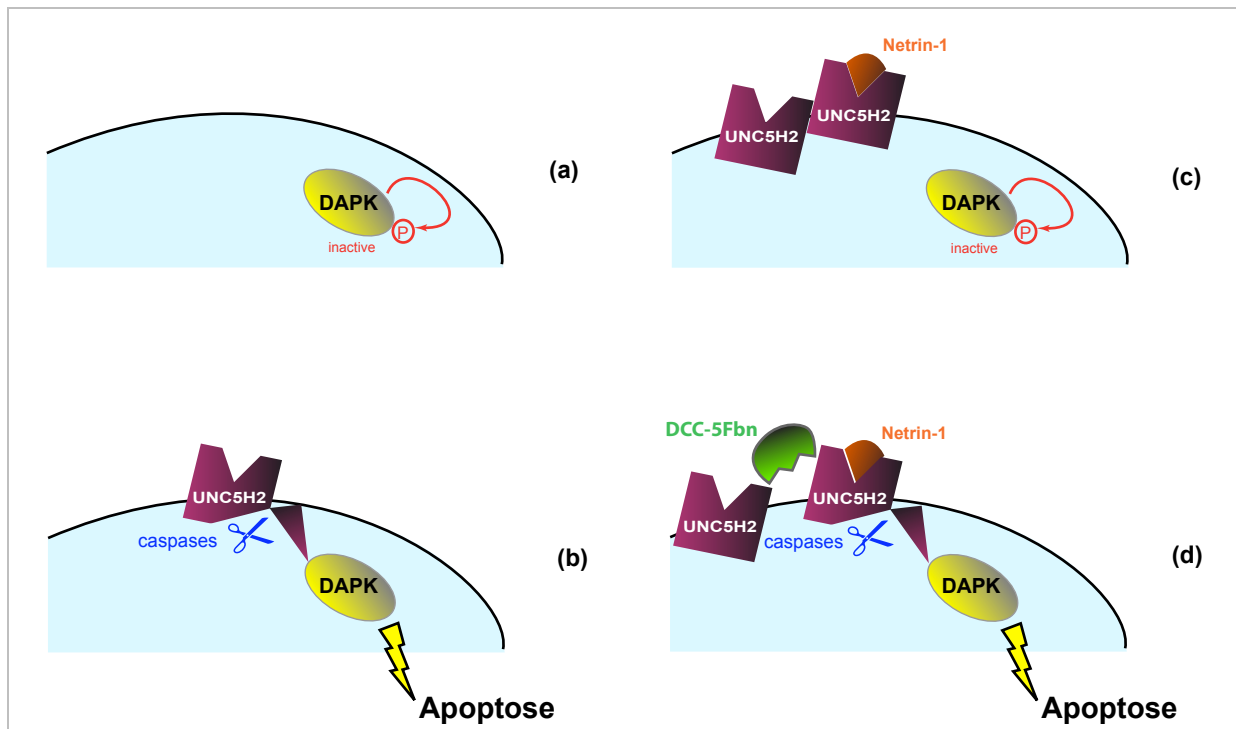 DAPK
P
inactive
(a)
Netrin-1
UNC5H2
UNC5H2
DAPK
P
inactive
(c)
UNC5H2
caspases
DAPK
Apoptose
(b)
DCC-5Fbn
Netrin-1
UNC5H2
UNC5H2
caspases
DAPK
Apoptose
(d)